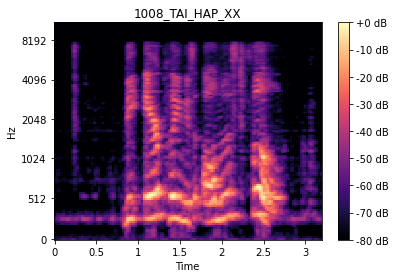 1008_TAI_HAP_XX
+0 dB
8192
-10 dB
4096
-20 dB
-30 dB
2048
Hz
-40 dB
1024
-50 dB
512
-60 dB
-70 dB
0
-80 dB
0 0.5 1 1.5 2 2.5 3
Time